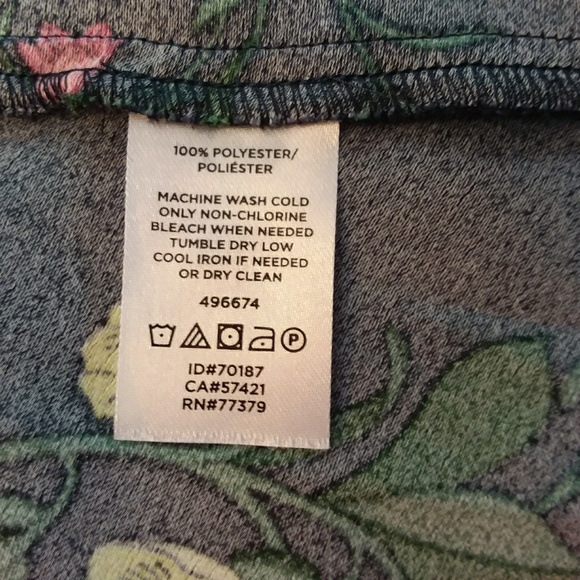 100% POLYESTER/
POLIÉSTER
MACHINE WASH COLD
ONLY NON-CHLORINE
BLEACH WHEN NEEDED
TUMBLE DRY LOW
COOL IRON IF NEEDED
OR DRY CLEAN
496674
P
ID#70187
CA#57421
RN#77379